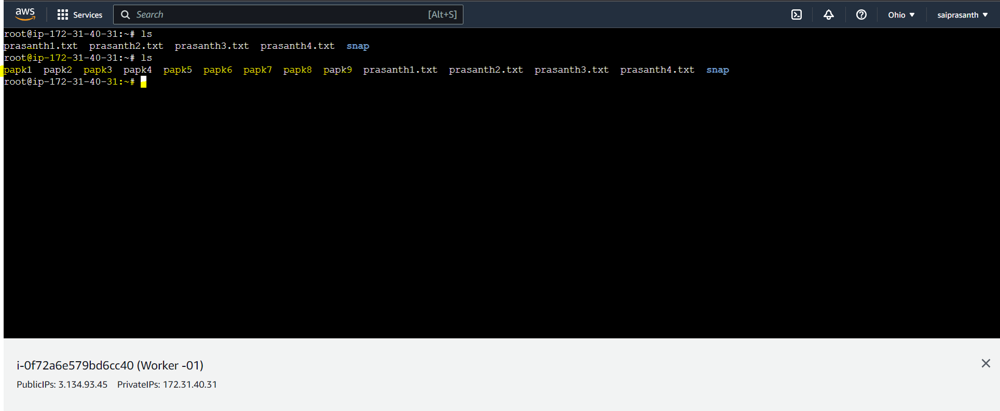 aws Services Search [Alt+S] Ohio saiprasanth
root@ip-172-31-40-31:~# ls
prasanth1.txt prasanth2.txt prasanth3.txt prasanth4.txt snap
root@ip-172-31-40-31:~# ls
papk1 papk2 papk3 papk4 papk5 papk6 papk7 papk8 papk9 prasanth1.txt prasanth2.txt prasanth3.txt prasanth4.txt snap
root@ip-172-31-40-31:~#
i-0f72a6e579bd6cc40 (Worker -01)
PublicIPs: 3.134.93.45 PrivateIPs: 172.31.40.31